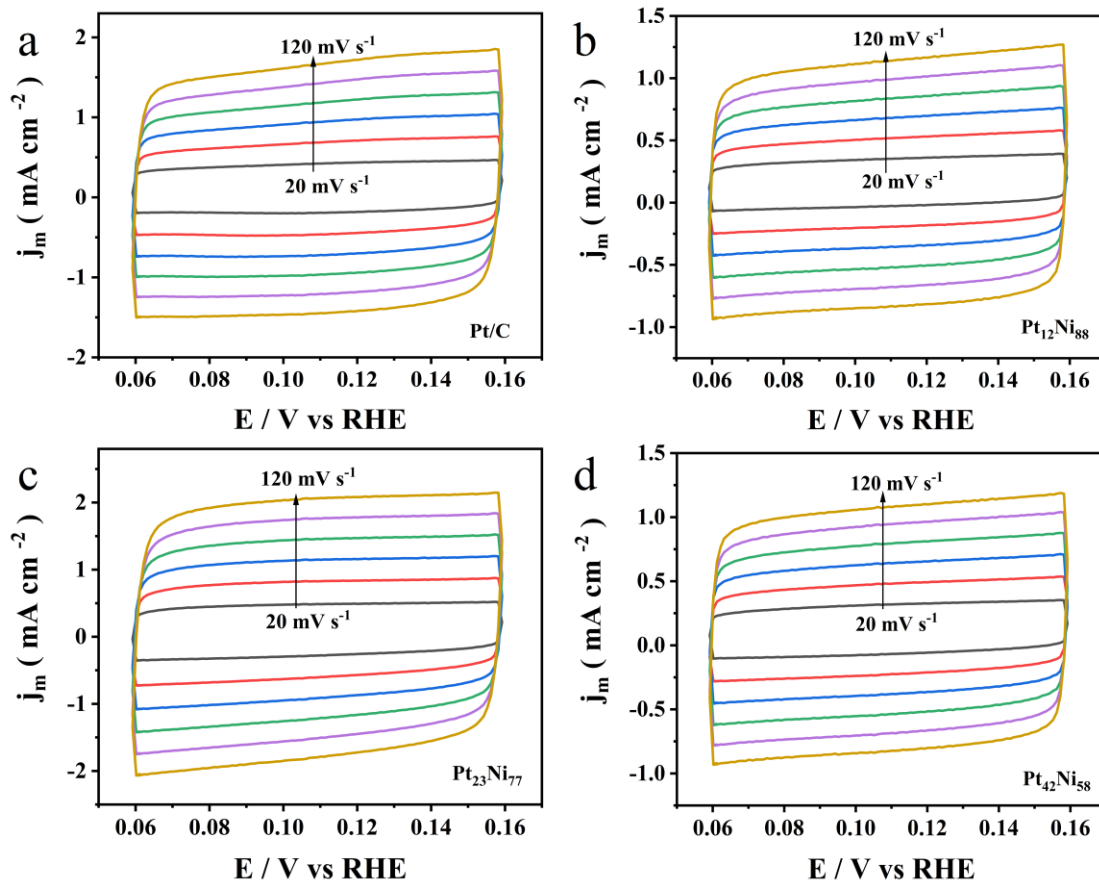 a
2
1
0
-1
-2
j_m ( mA cm ⁻²)
120 mV s⁻¹
20 mV s⁻¹
Pt/C
0.06 0.08 0.10 0.12 0.14 0.16
E / V vs RHE
b
1.5
1.0
0.5
0.0
-0.5
-1.0
j_m ( mA cm ⁻²)
120 mV s⁻¹
20 mV s⁻¹
Pt₁₂Ni₈₈
0.06 0.08 0.10 0.12 0.14 0.16
E / V vs RHE
c
2
1
0
-1
-2
j_m ( mA cm ⁻²)
120 mV s⁻¹
20 mV s⁻¹
Pt₂₃Ni₇₇
0.06 0.08 0.10 0.12 0.14 0.16
E / V vs RHE
d
1.5
1.0
0.5
0.0
-0.5
-1.0
j_m ( mA cm ⁻²)
120 mV s⁻¹
20 mV s⁻¹
Pt₄₂Ni₅₈
0.06 0.08 0.10 0.12 0.14 0.16
E / V vs RHE